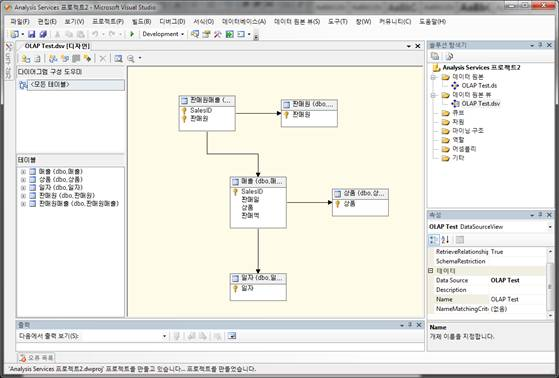 Analysis Services 프로젝트2 - Microsoft Visual Studio
파일(F) 편집(E) 보기(V) 프로젝트(P) 빌드(B) 디버그(D) 데이터베이스(A) 데이터 원본 뷰(S) 도구(T) 창(W) 커뮤니티(C) 도움말(H)
Development
OLAP Test.dsv [디자인]
다이어그램 구성 도우미
<모든 테이블>
테이블
매출 (dbo,매출)
상품 (dbo,상품)
일자 (dbo,일자)
판매원 (dbo,판매원)
판매원매출 (dbo,판매원매출)
판매원매출 (...
SalesID
판매원
판매원 (dbo,...
판매원
매출 (dbo,매...
SalesID
판매일
상품
판매액
상품 (dbo,상...
상품
일자 (dbo,일...
일자
솔루션 탐색기
Analysis Services 프로젝트2
데이터 원본
OLAP Test.ds
데이터 원본 뷰
OLAP Test.dsv
큐브
차원
마이닝 구조
역할
어셈블리
기타
속성
OLAP Test DataSourceView
RetrieveRelationship True
SchemaRestriction
데이터
Data Source OLAP Test
Description
Name OLAP Test
NameMatchingCrite (없음)
Name
개체 이름을 지정합니다.
출력
다음에서 출력 보기(S):
오류 목록
'Analysis Services 프로젝트2.dwproj' 프로젝트를 만들고 있습니다... 프로젝트를 만들었습니다.